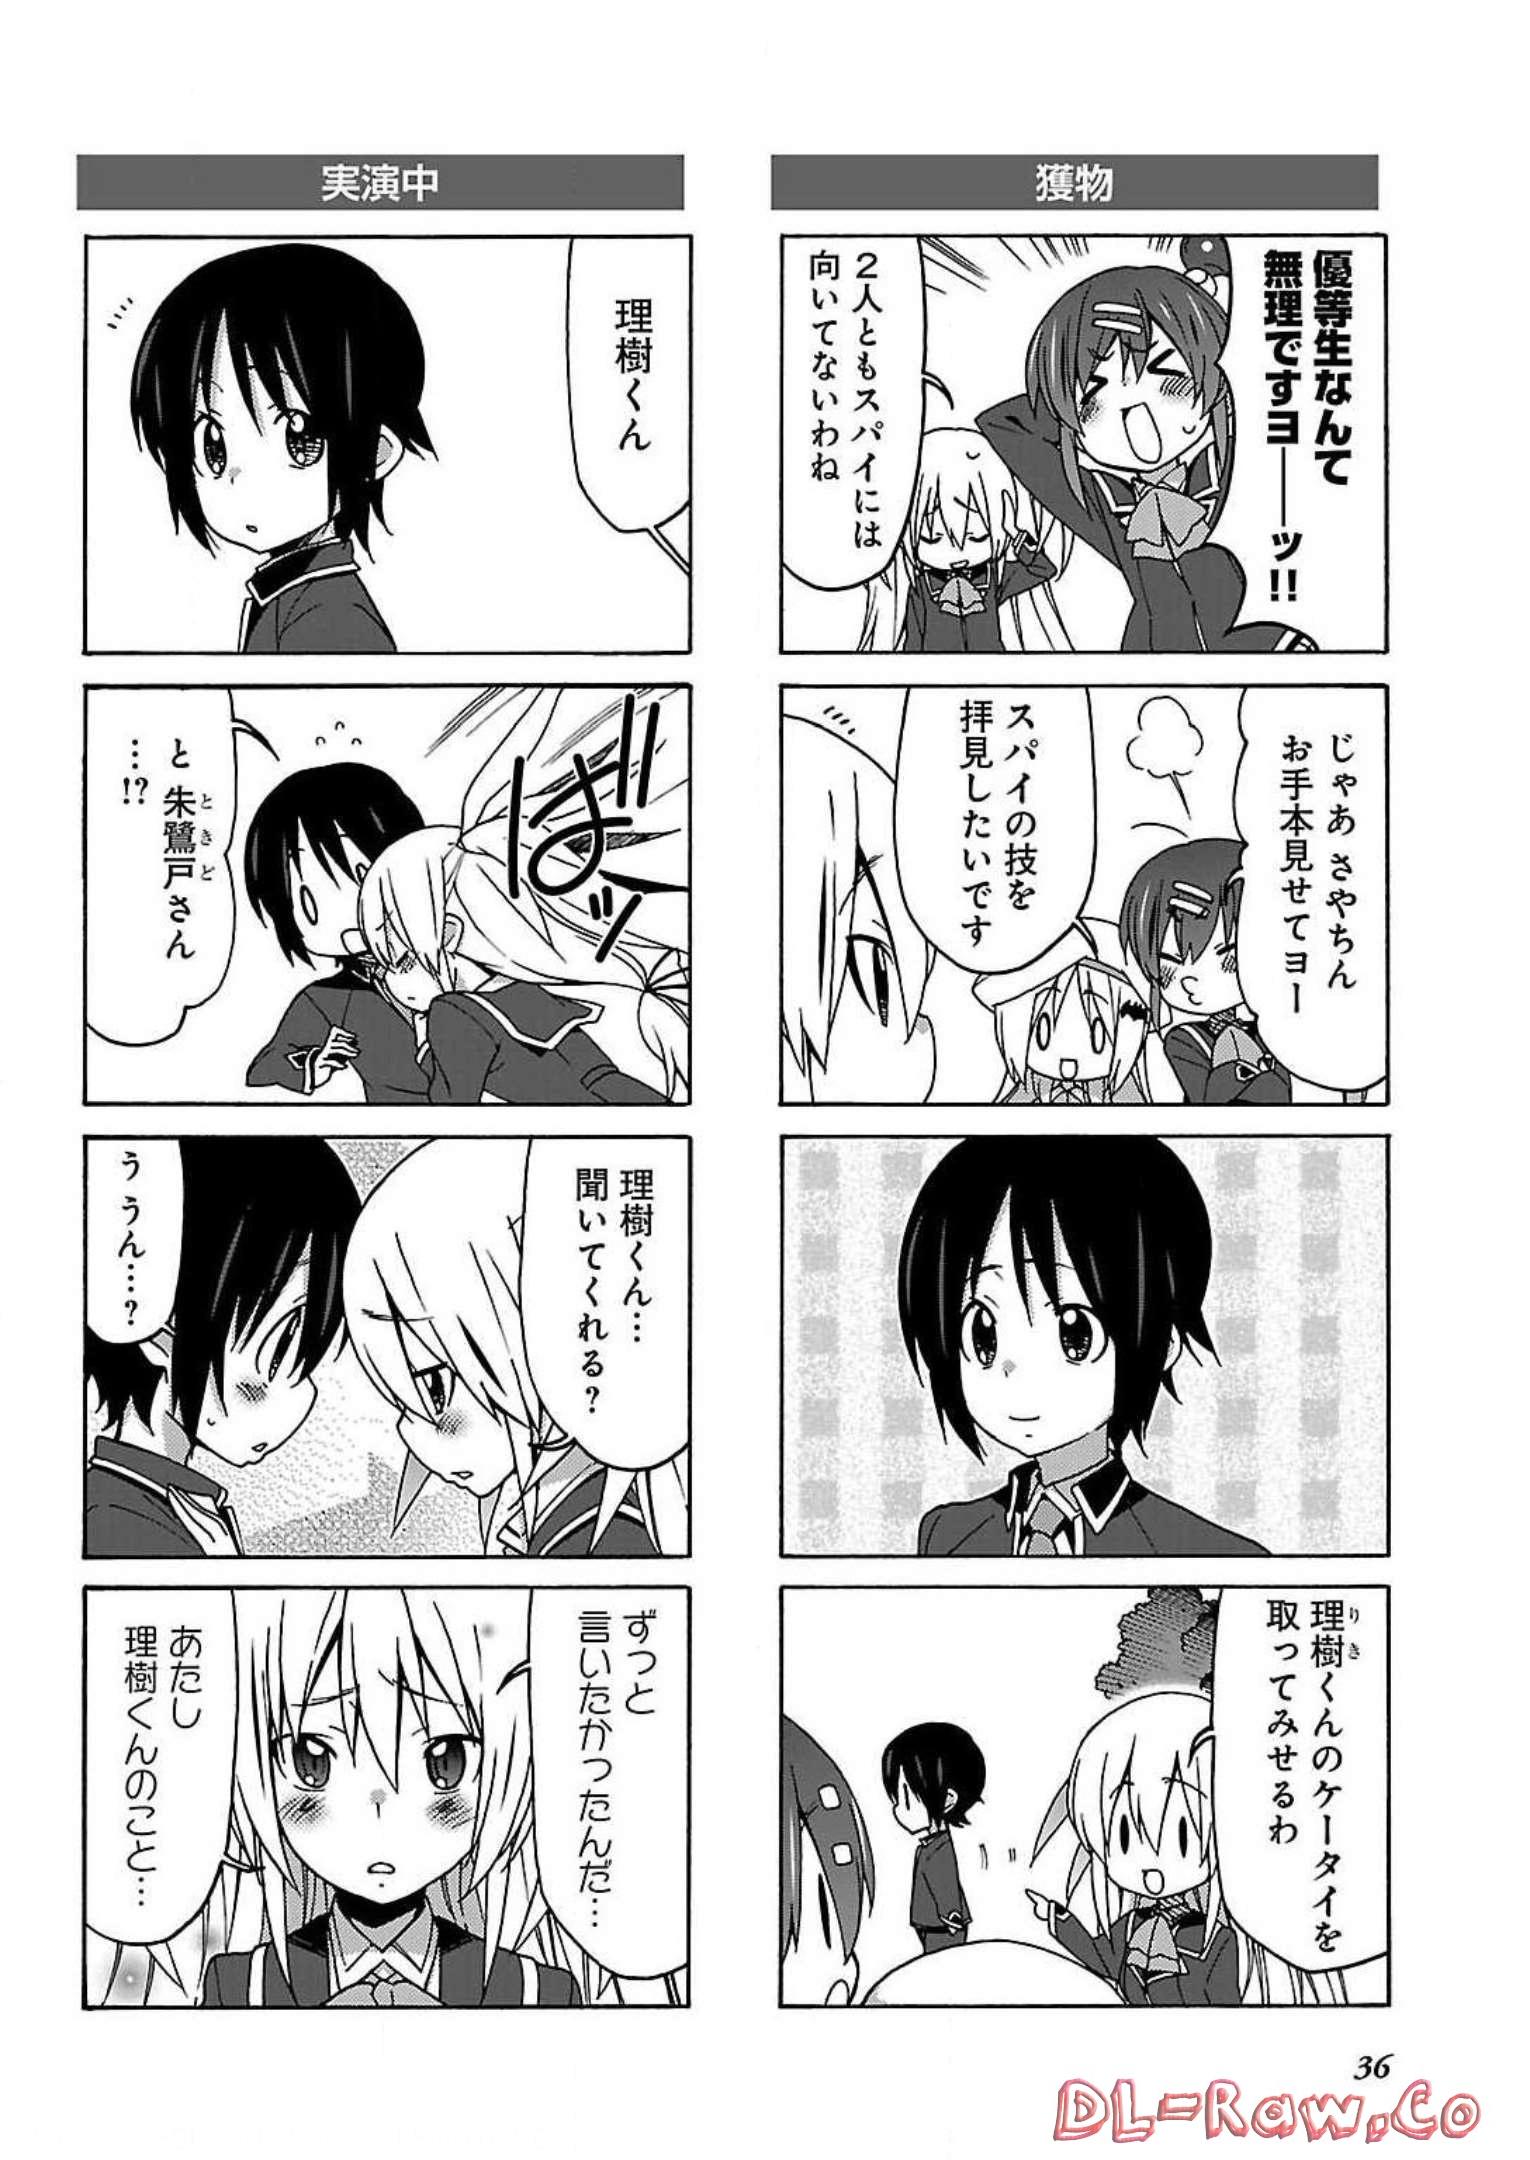 獲物
優等生なんて
無理ですヨ――ッ!!
2人ともスパイには
向いてないわね
じゃあ さやちん
お手本見せてヨー
スパイの技を
拝見したいです
理樹くんのケータイを
りき
取ってみせるわ
実演中
理樹くん
ばっ
と 朱鷺戸さん
ときど
…!?
理樹くん…
聞いてくれる?
う うん…?
ずっと
言いたかったんだ…
あたし
理樹くんのこと…
36
DL-Raw.Co